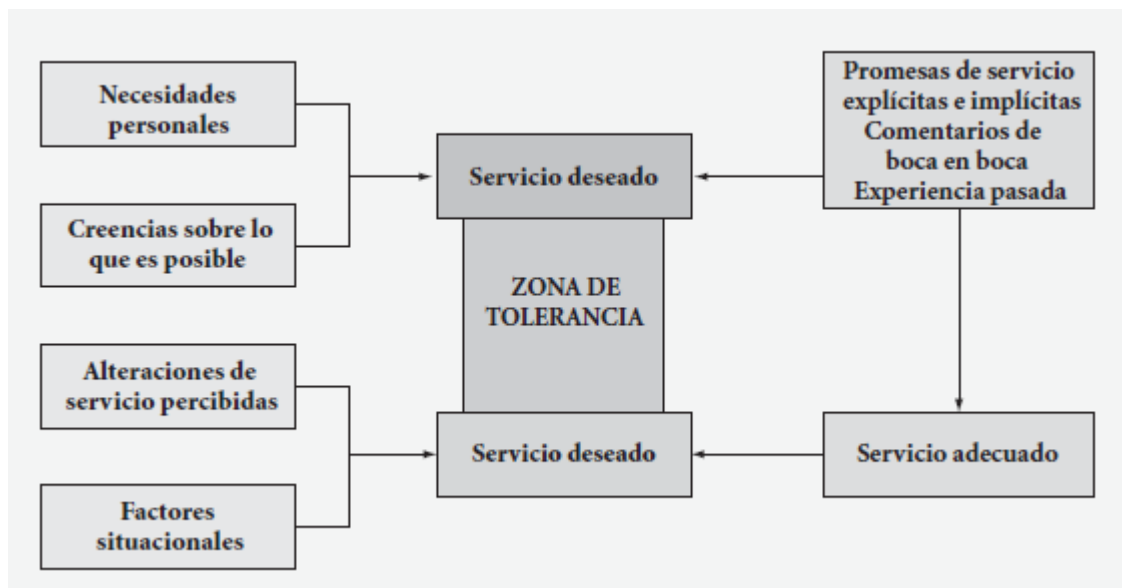 Necesidades
personales
Creencias sobre lo
que es posible
Alteraciones de
servicio percibidas
Factores
situacionales
Servicio deseado
ZONA DE
TOLERANCIA
Servicio deseado
Promesas de servicio
explícitas e implícitas
Comentarios de
boca en boca
Experiencia pasada
Servicio adecuado